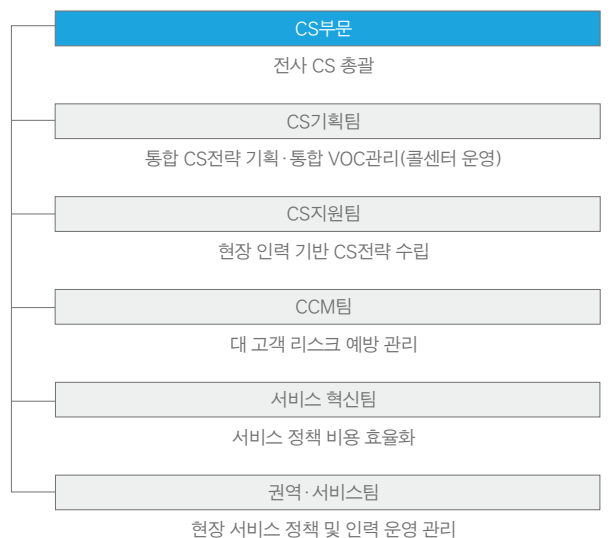 CS부문
전사 CS 총괄
CS기획팀
통합 CS전략 기획·통합 VOC관리(콜센터 운영)
CS지원팀
현장 인력 기반 CS전략 수립
CCM팀
대 고객 리스크 예방 관리
서비스 혁신팀
서비스 정책 비용 효율화
권역·서비스팀
현장 서비스 정책 및 인력 운영 관리